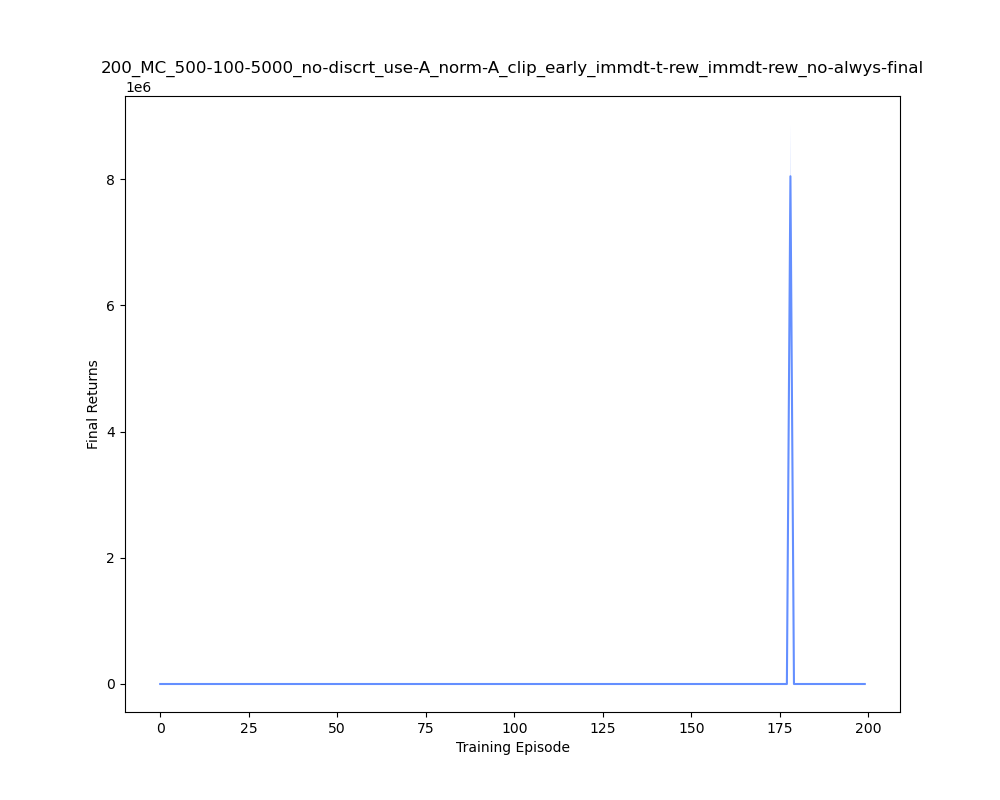 200_MC_500-100-5000_no-discrt_use-A_norm-A_clip_early_immdt-t-rew_immdt-rew_no-alwys-final
1e6
8
6
4
2
0
Final Returns
0 25 50 75 100 125 150 175 200
Training Episode